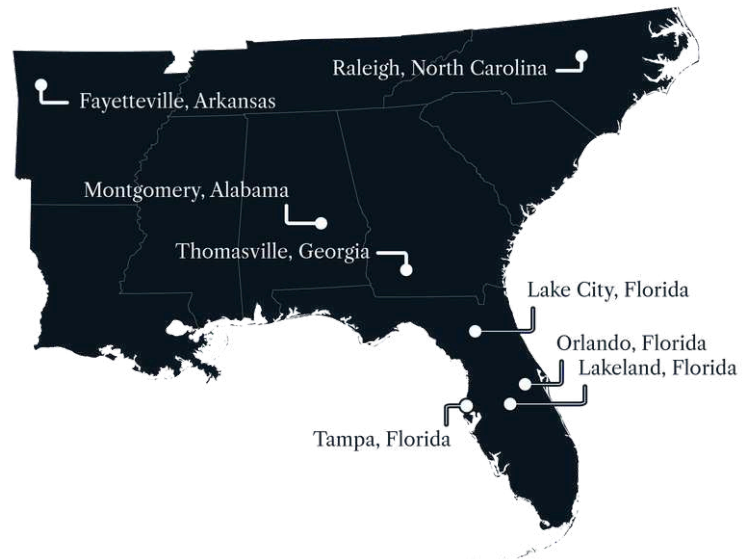 Raleigh, North Carolina
Fayetteville, Arkansas
Montgomery, Alabama
Thomasville, Georgia
Lake City, Florida
Orlando, Florida
Lakeland, Florida
Tampa, Florida